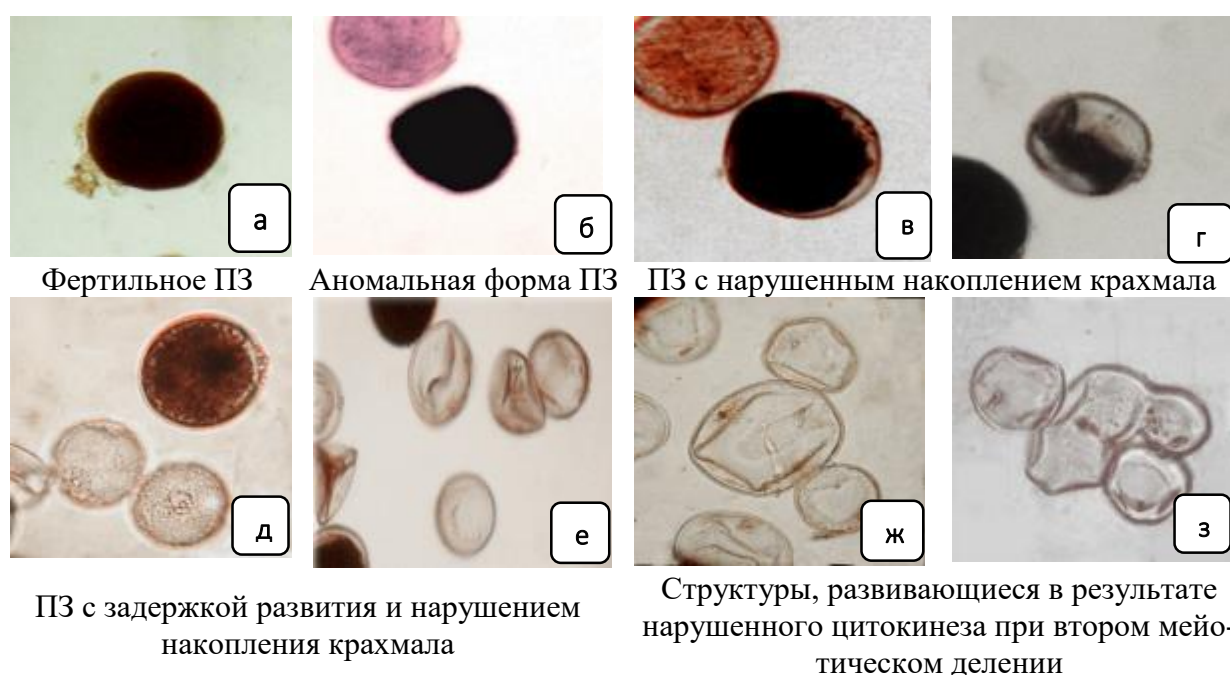 а
б
в
г
Фертильное ПЗ
Аномальная форма ПЗ
ПЗ с нарушенным накоплением крахмала
д
е
ж
з
ПЗ с задержкой развития и нарушением
накопления крахмала
Структуры, развивающиеся в результате
нарушенного цитокинеза при втором мейо-
тическом делении